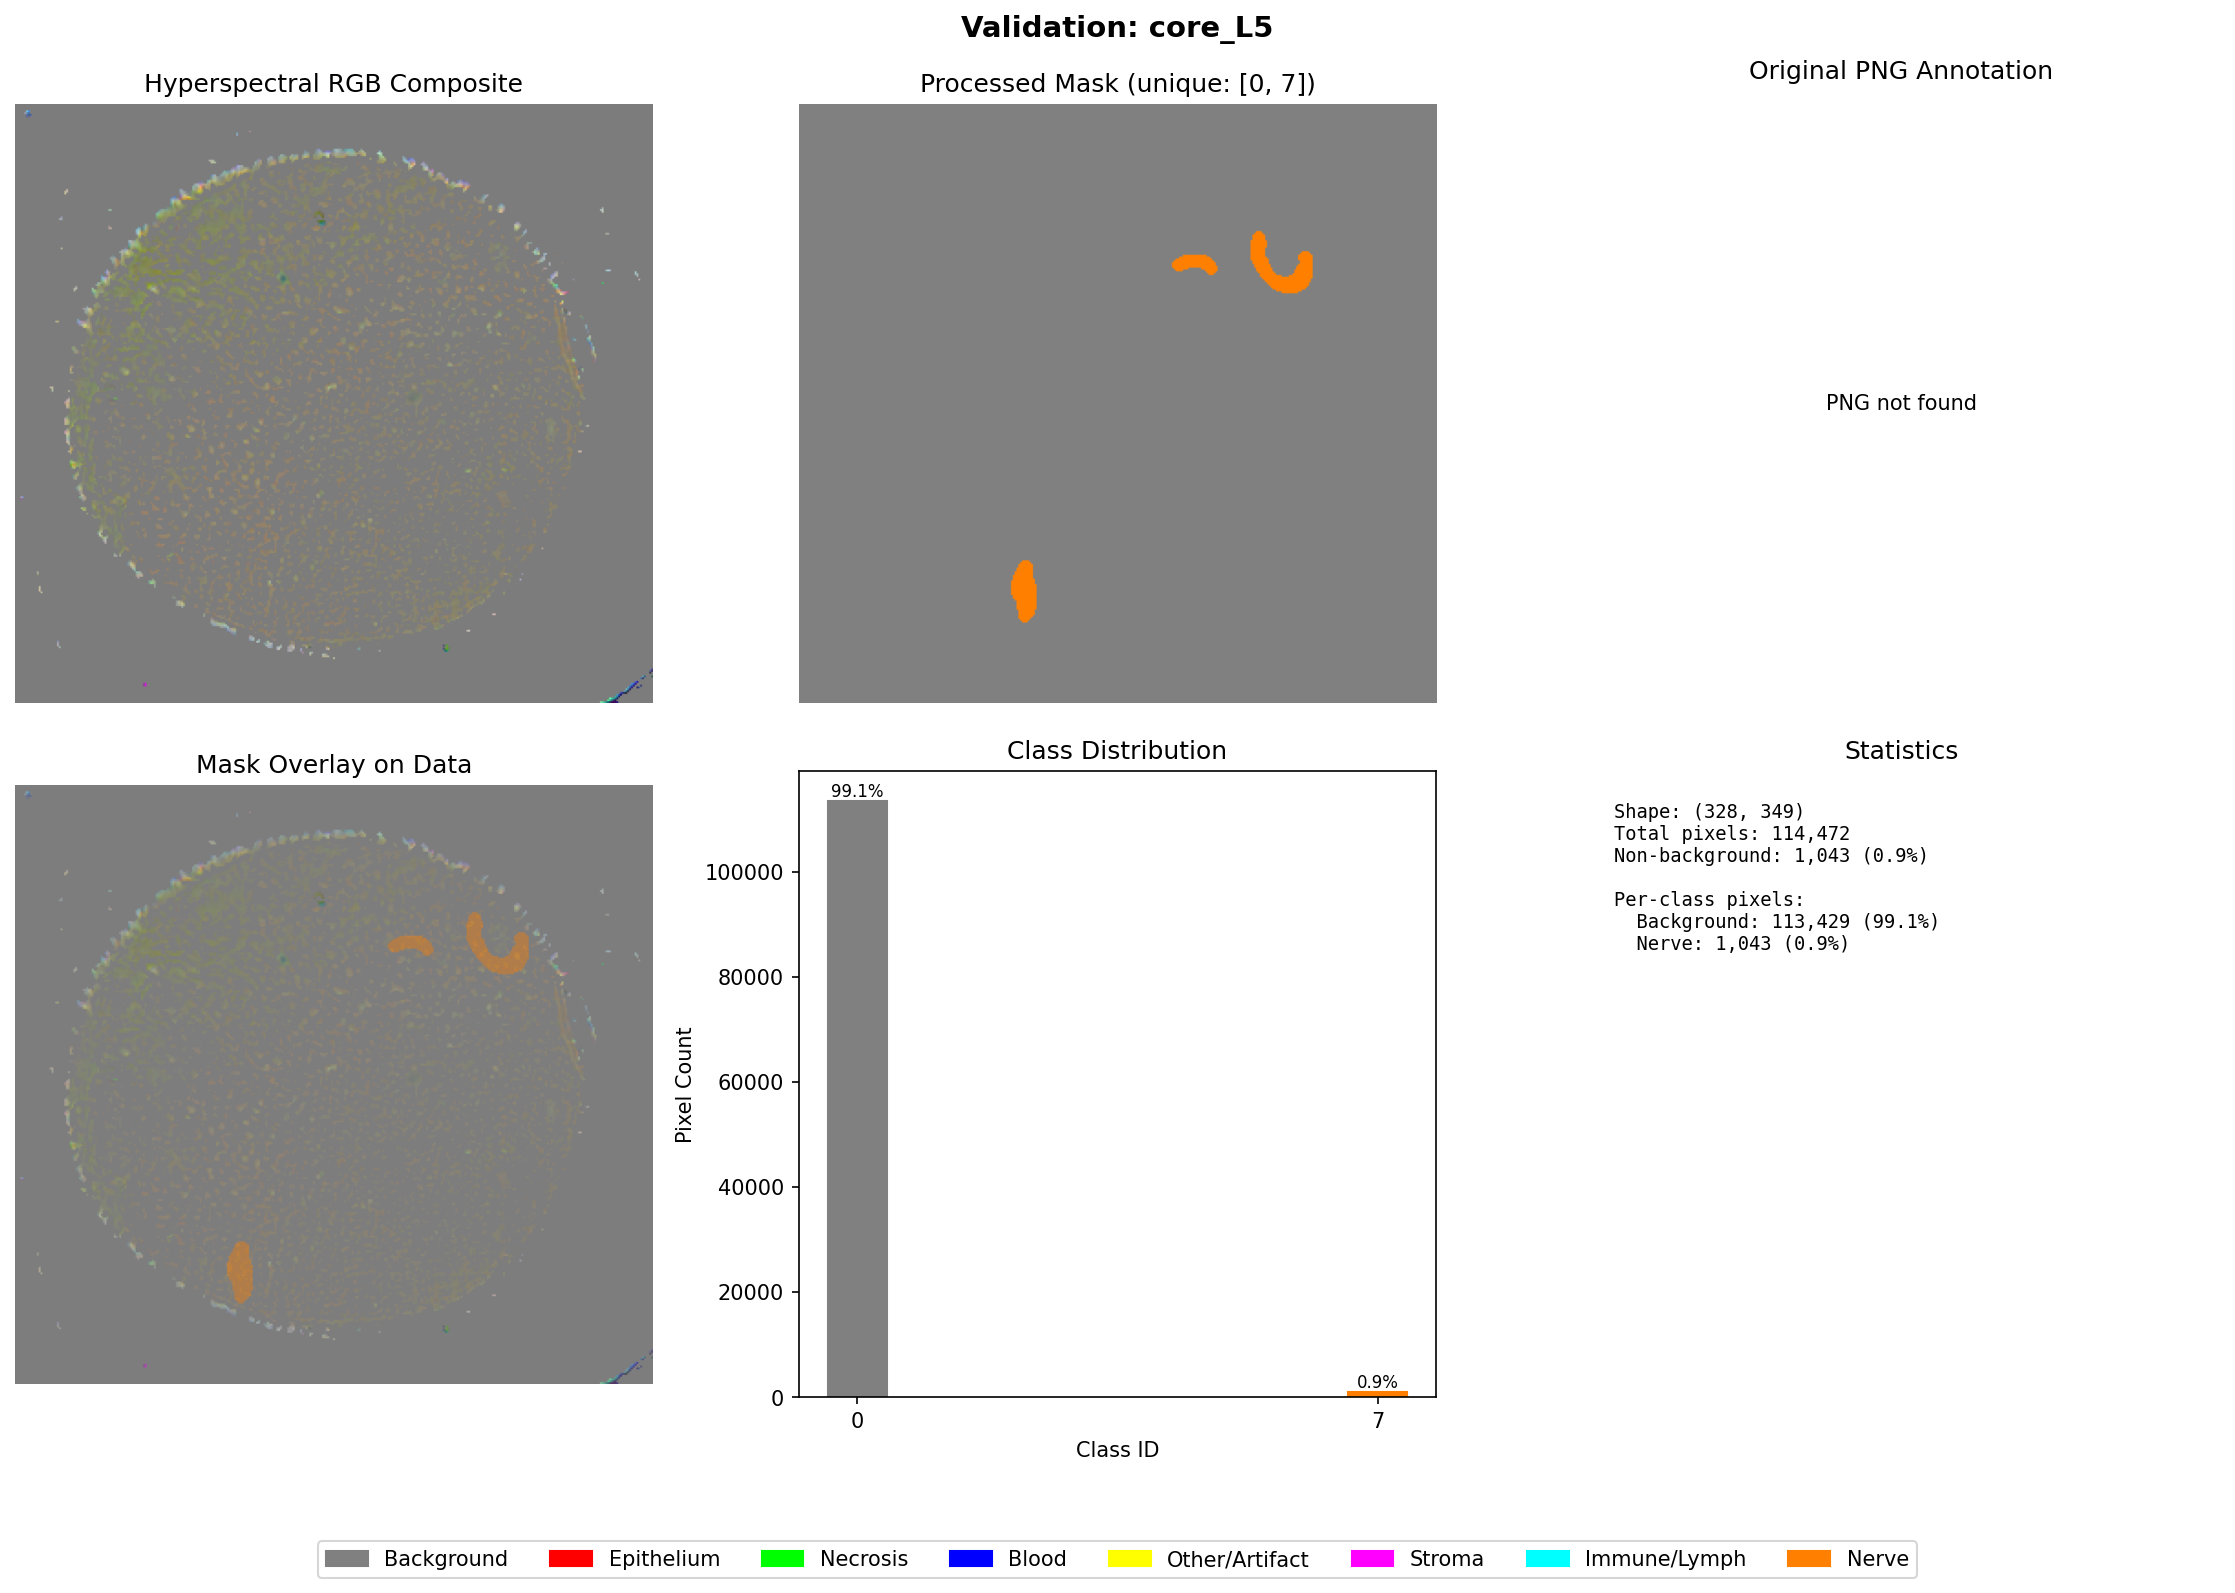 Validation: core_L5
Hyperspectral RGB Composite
Processed Mask (unique: [0, 7])
Original PNG Annotation
PNG not found
Mask Overlay on Data
Class Distribution
99.1%
0.9%
100000
80000
60000
40000
20000
0
Pixel Count
0
7
Class ID
Statistics
Shape: (328, 349)
Total pixels: 114,472
Non-background: 1,043 (0.9%)
Per-class pixels:
Background: 113,429 (99.1%)
Nerve: 1,043 (0.9%)
Background
Epithelium
Necrosis
Blood
Other/Artifact
Stroma
Immune/Lymph
Nerve